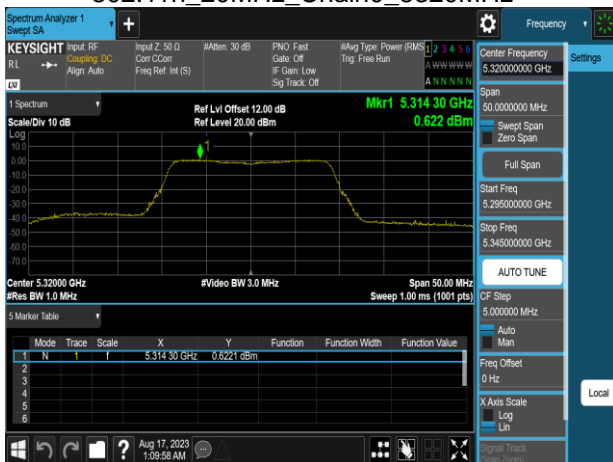 Spectrum Analyzer 1
Swept SA
+
Frequency
KEYSIGHT
RL
Input: RF
Coupling: DC
Align: Auto
Input Z: 50 Ω
Corr CCorr
Freq Ref: Int (S)
#Atten: 30 dB
PNO: Fast
Gate: Off
IF Gain: Low
Sig Track: Off
#Avg Type: Power (RMS
Trig: Free Run
1 2 3 4 5 6
A W W W W W
A N N N N N
Center Frequency
5.320000000 GHz
Settings
Span
50.0000000 MHz
Swept Span
Zero Span
Full Span
Start Freq
5.295000000 GHz
Stop Freq
5.345000000 GHz
AUTO TUNE
CF Step
5.000000 MHz
Auto
Man
Freq Offset
0 Hz
X Axis Scale
Log
Lin
Signal Track
(Span Zoom)
Local
1 Spectrum
Scale/Div 10 dB
Ref Lvl Offset 12.00 dB
Ref Level 20.00 dBm
Mkr1 5.314 30 GHz
0.622 dBm
Log
10.0
0.00
-10.0
-20.0
-30.0
-40.0
-50.0
-60.0
-70.0
1
Center 5.32000 GHz
#Res BW 1.0 MHz
#Video BW 3.0 MHz
Span 50.00 MHz
Sweep 1.00 ms (1001 pts)
5 Marker Table
Mode Trace Scale X Y Function Function Width Function Value
1 N 1 f 5.314 30 GHz 0.6221 dBm
2
3
4
5
6
?
Aug 17, 2023
1:09:58 AM